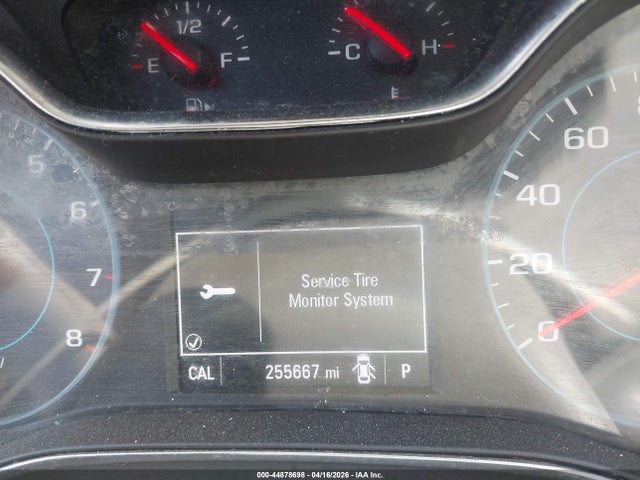 1/2
E F
C H
5
6
7
8
60
40
20
0
Service Tire
Monitor System
CAL 255667 mi P
000-44878698 - 04/16/2026 - IAA Inc.